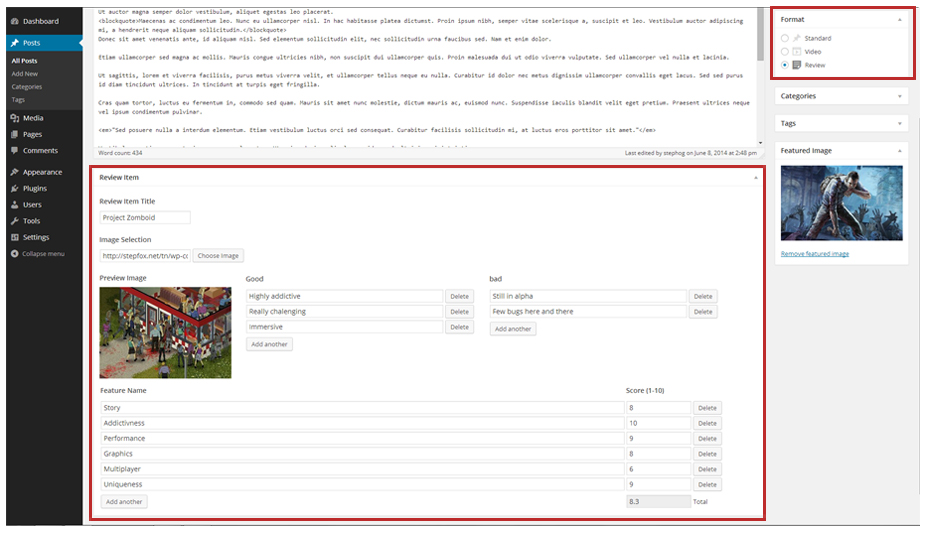 Dashboard
Posts
All Posts
Add New
Categories
Tags
Media
Pages
Comments
Appearance
Plugins
Users
Tools
Settings
Collapse menu
Ut auctor magna semper dolor vestibulum, aliquet egestas leo placerat.
<blockquote>Maecenas ac condimentum leo. Nunc eu ullamcorper nisl. In hac habitasse platea dictumst. Proin ipsum nibh, semper vitae scelerisque a, suscipit et leo. Vestibulum auctor adipiscing
mi, a hendrerit neque aliquam sollicitudin.</blockquote>
Donec sit amet venenatis ante, id aliquam nisl. Sed elementum sollicitudin elit, nec sollicitudin urna faucibus sed. Nam et enim dolor.
Etiam ullamcorper sed magna ac mollis. Mauris congue ultricies nibh, non suscipit dui ullamcorper quis. Proin malesuada dui ut odio viverra vulputate. Sed ullamcorper vel nulla et lacinia.
Ut sagittis, lorem et viverra facilisis, purus metus viverra velit, et ullamcorper tellus neque eu nulla. Curabitur id dolor nec metus dignissim ullamcorper convallis eget lacus. Sed sed purus
id diam tincidunt ultrices. In tincidunt at turpis eget fringilla.
Cras quam tortor, luctus eu fermentum in, commodo sed quam. Mauris sit amet nunc molestie, dictum mauris ac, euismod nunc. Suspendisse iaculis blandit velit eget pretium. Praesent ultrices neque
vel ipsum condimentum pulvinar.
<em>"Sed posuere nulla a interdum elementum. Etiam vestibulum luctus orci sed consequat. Curabitur facilisis sollicitudin mi, at luctus eros porttitor sit amet."</em>
Word count: 434
Last edited by stephog on June 8, 2014 at 2:48 pm
Review Item
Review Item Title
Project Zomboid
Image Selection
http://stepfox.net/tn/wp-cc
Choose Image
Preview Image
Good
Highly addictive
Delete
Really chalenging
Delete
Immersive
Delete
Add another
bad
Still in alpha
Delete
Few bugs here and there
Delete
Add another
Feature Name
Score (1-10)
Story
8
Delete
Addictivness
10
Delete
Performance
9
Delete
Graphics
8
Delete
Multiplayer
6
Delete
Uniqueness
9
Delete
Add another
8.3
Total
Format
Standard
Video
Review
Categories
Tags
Featured Image
Remove featured image